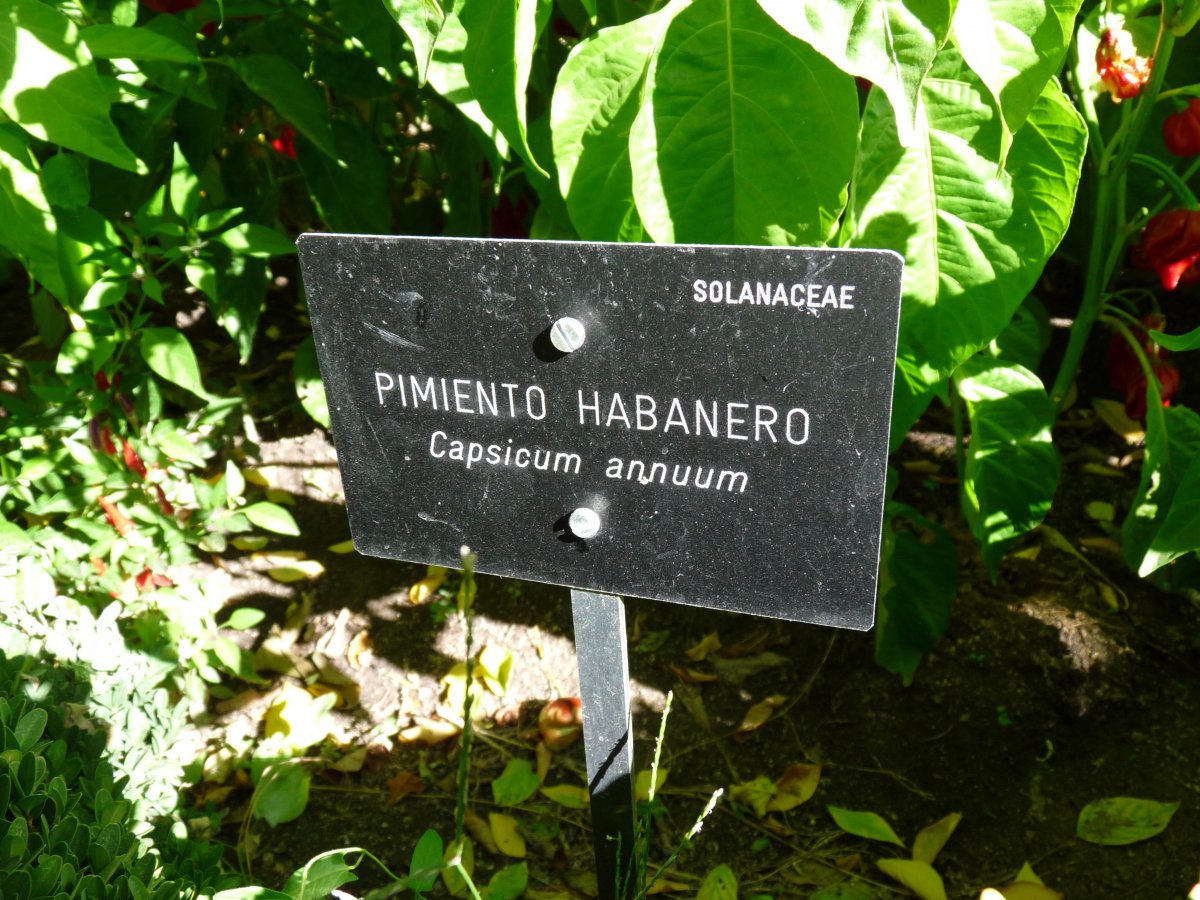 SOLANACEAE
PIMIENTO HABANERO
Capsicum annuum